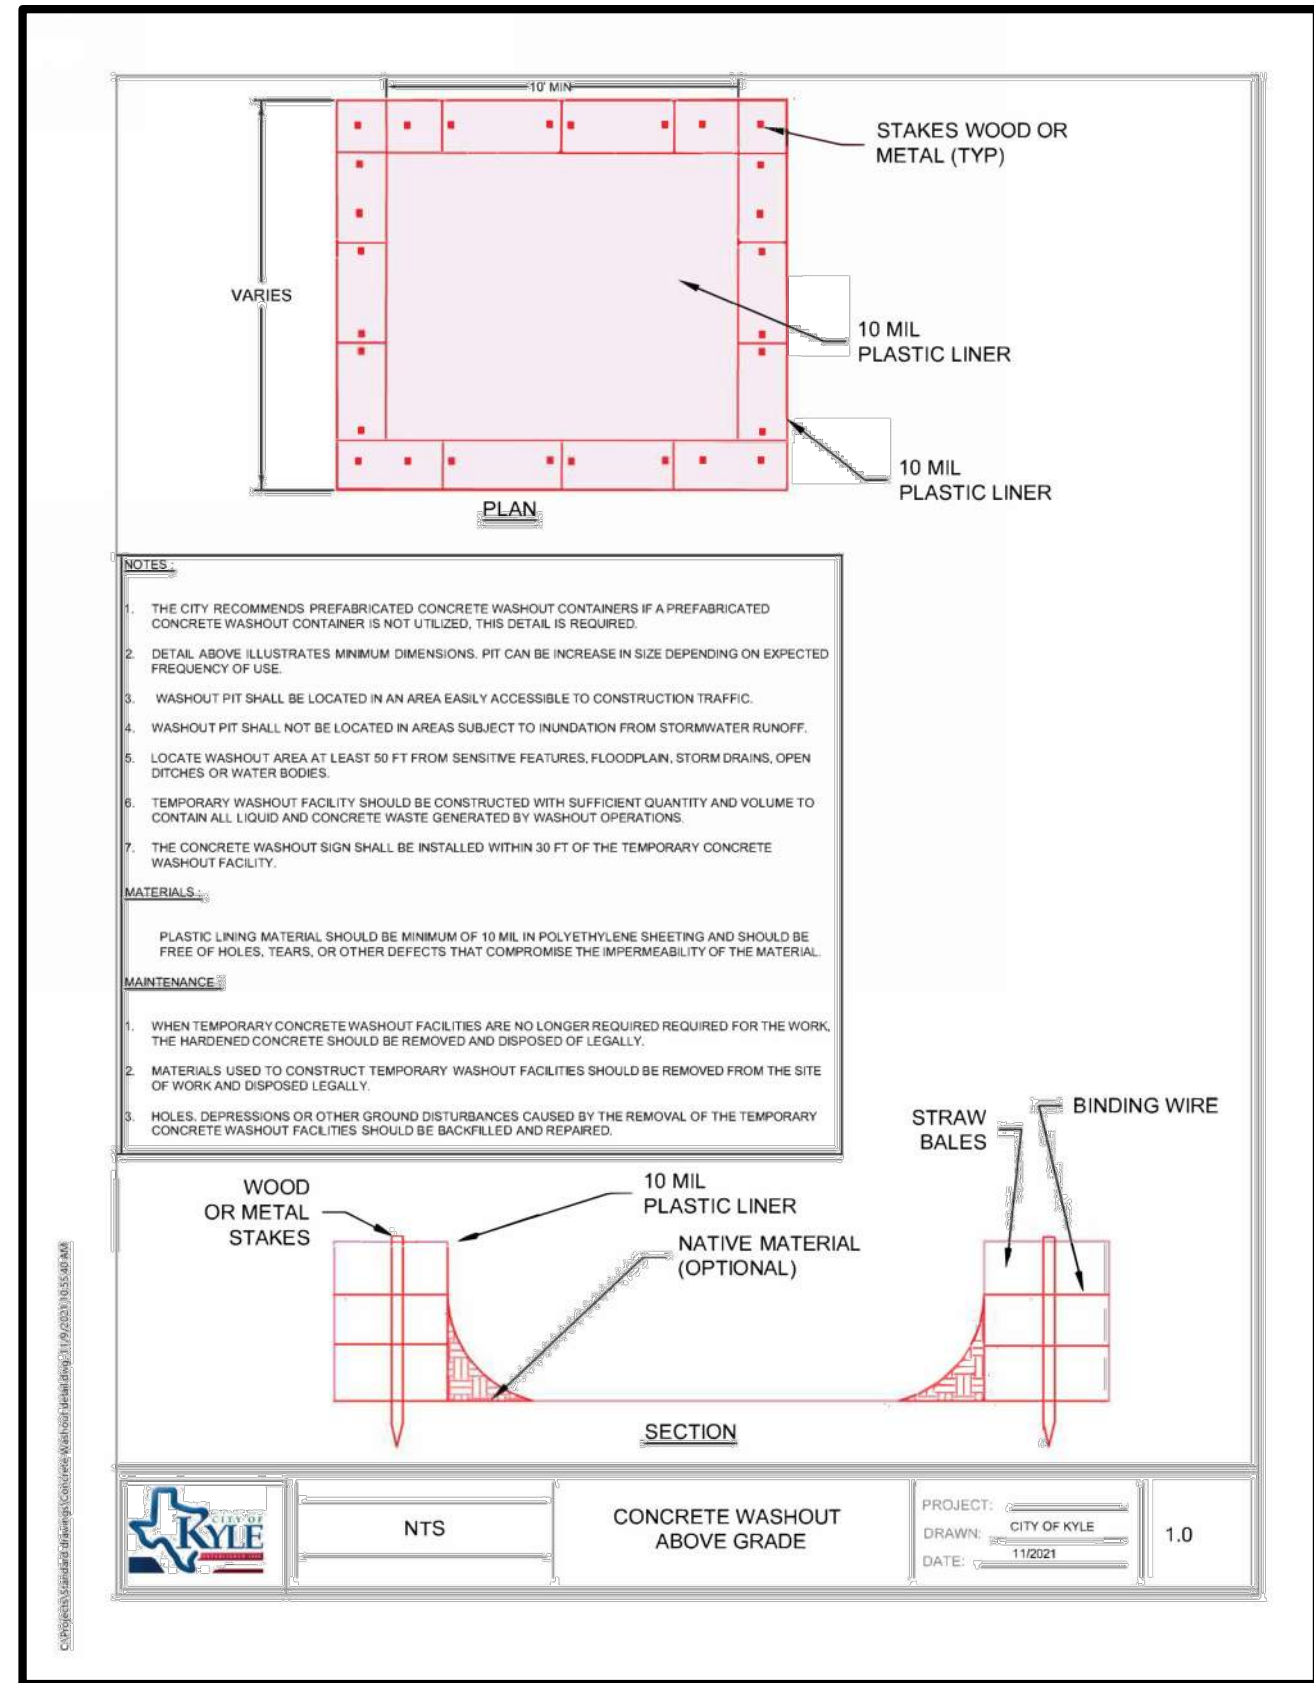 10' MIN
STAKES WOOD OR
METAL (TYP)
VARIES
10 MIL
PLASTIC LINER
10 MIL
PLASTIC LINER
PLAN
NOTES :
1. THE CITY RECOMMENDS PREFABRICATED CONCRETE WASHOUT CONTAINERS IF A PREFABRICATED
CONCRETE WASHOUT CONTAINER IS NOT UTILIZED, THIS DETAIL IS REQUIRED.
2. DETAIL ABOVE ILLUSTRATES MINIMUM DIMENSIONS. PIT CAN BE INCREASE IN SIZE DEPENDING ON EXPECTED
FREQUENCY OF USE.
3. WASHOUT PIT SHALL BE LOCATED IN AN AREA EASILY ACCESSIBLE TO CONSTRUCTION TRAFFIC.
4. WASHOUT PIT SHALL NOT BE LOCATED IN AREAS SUBJECT TO INUNDATION FROM STORMWATER RUNOFF.
5. LOCATE WASHOUT AREA AT LEAST 50 FT FROM SENSITIVE FEATURES, FLOODPLAIN, STORM DRAINS, OPEN
DITCHES OR WATER BODIES.
6. TEMPORARY WASHOUT FACILITY SHOULD BE CONSTRUCTED WITH SUFFICIENT QUANTITY AND VOLUME TO
CONTAIN ALL LIQUID AND CONCRETE WASTE GENERATED BY WASHOUT OPERATIONS.
7. THE CONCRETE WASHOUT SIGN SHALL BE INSTALLED WITHIN 30 FT OF THE TEMPORARY CONCRETE
WASHOUT FACILITY.
MATERIALS :
PLASTIC LINING MATERIAL SHOULD BE MINIMUM OF 10 MIL IN POLYETHYLENE SHEETING AND SHOULD BE
FREE OF HOLES, TEARS, OR OTHER DEFECTS THAT COMPROMISE THE IMPERMEABILITY OF THE MATERIAL.
MAINTENANCE :
1. WHEN TEMPORARY CONCRETE WASHOUT FACILITIES ARE NO LONGER REQUIRED REQUIRED FOR THE WORK,
THE HARDENED CONCRETE SHOULD BE REMOVED AND DISPOSED OF LEGALLY.
2. MATERIALS USED TO CONSTRUCT TEMPORARY WASHOUT FACILITIES SHOULD BE REMOVED FROM THE SITE
OF WORK AND DISPOSED LEGALLY.
3. HOLES, DEPRESSIONS OR OTHER GROUND DISTURBANCES CAUSED BY THE REMOVAL OF THE TEMPORARY
CONCRETE WASHOUT FACILITIES SHOULD BE BACKFILLED AND REPAIRED.
STRAW
BALES
BINDING WIRE
WOOD
OR METAL
STAKES
10 MIL
PLASTIC LINER
NATIVE MATERIAL
(OPTIONAL)
SECTION
C:\Projects\Standard drawings\Concrete Washout detail.dwg, 11/9/2021 10:55:40 AM
CITY OF
KYLE
NTS
CONCRETE WASHOUT
ABOVE GRADE
PROJECT:
DRAWN: CITY OF KYLE
DATE: 11/2021
1.0